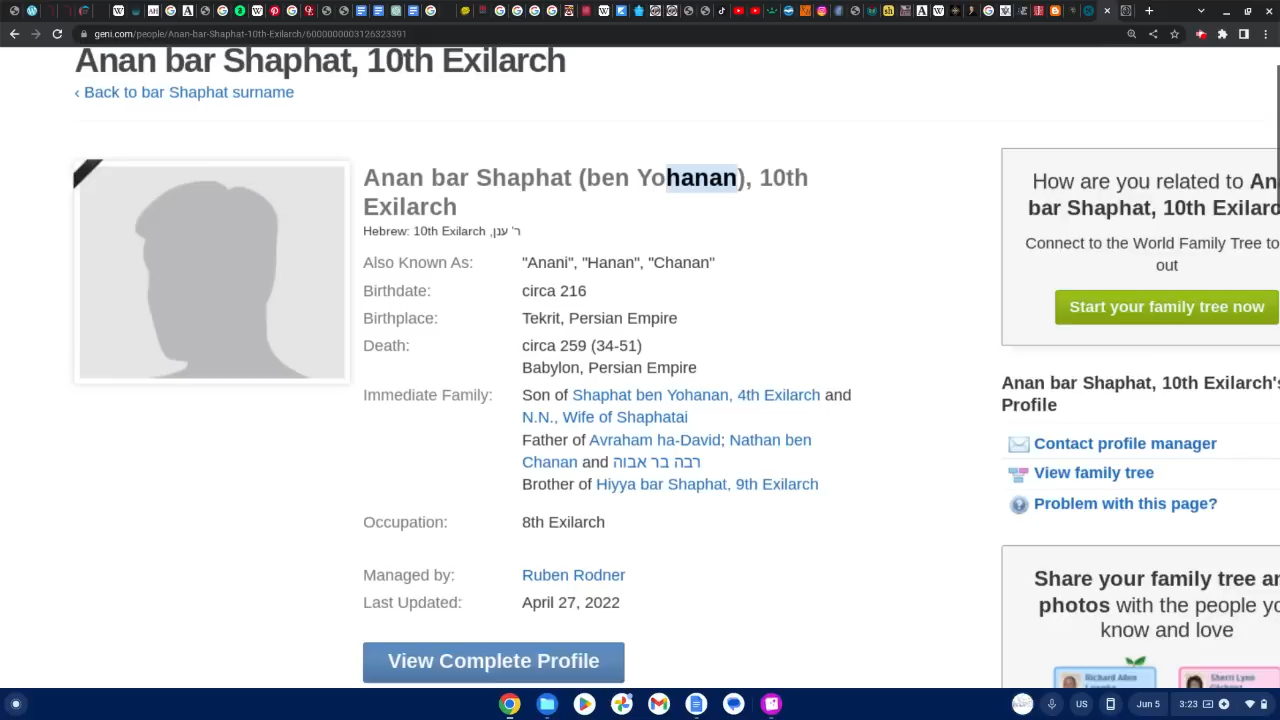 geni.com/people/Anan-bar-Shaphat-10th-Exilarch/6000000003126323391
Anan bar Shaphat, 10th Exilarch
‹ Back to bar Shaphat surname
Anan bar Shaphat (ben Yohanan), 10th
Exilarch
Hebrew: 10th Exilarch ,ר' ענן
Also Known As: "Anani", "Hanan", "Chanan"
Birthdate: circa 216
Birthplace: Tekrit, Persian Empire
Death: circa 259 (34-51)
Babylon, Persian Empire
Immediate Family: Son of Shaphat ben Yohanan, 4th Exilarch and
N.N., Wife of Shaphatai
Father of Avraham ha-David; Nathan ben
Chanan and רבה בר אבוה
Brother of Hiyya bar Shaphat, 9th Exilarch
Occupation: 8th Exilarch
Managed by: Ruben Rodner
Last Updated: April 27, 2022
View Complete Profile
How are you related to An
bar Shaphat, 10th Exilarc
Connect to the World Family Tree to
out
Start your family tree now
Anan bar Shaphat, 10th Exilarch's
Profile
Contact profile manager
View family tree
Problem with this page?
Share your family tree an
photos with the people yo
know and love
Richard Allen
Sherri Lynn
US
Jun 5
3:23